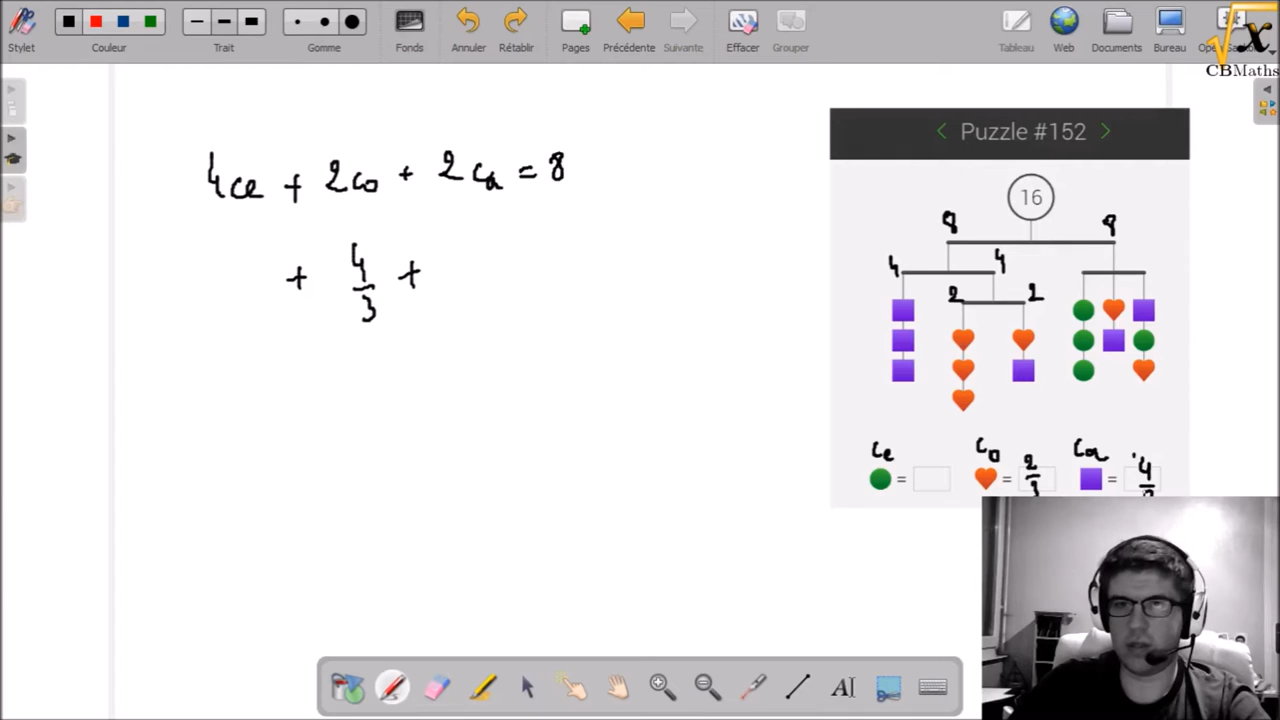 Stylet Couleur Trait Gomme Fonds Annuler Rétablir Pages Précédente Suivante Effacer Grouper Tableau Web Documents Bureau
CBMaths
4ce + 2co + 2ca = 8
+ 4/3 +
< Puzzle #152 >
16
8 8
4 4
2 2
ce co ca
= = 2/3 =
AI